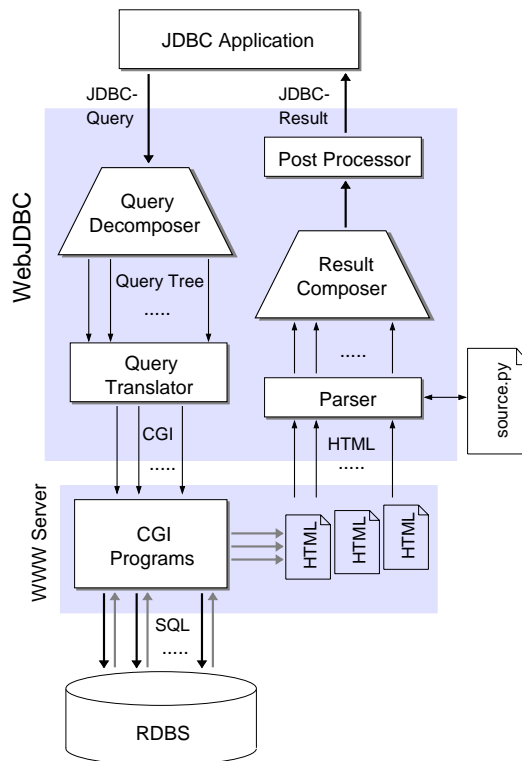 JDBC Application
JDBC-
Query
JDBC-
Result
Post Processor
Query
Decomposer
WebJDBC
Result
Composer
Query Tree
.....
.....
Query
Translator
Parser
source.py
CGI
.....
HTML
.....
WWW Server
CGI
Programs
HTML
HTML
HTML
SQL
.....
RDBS